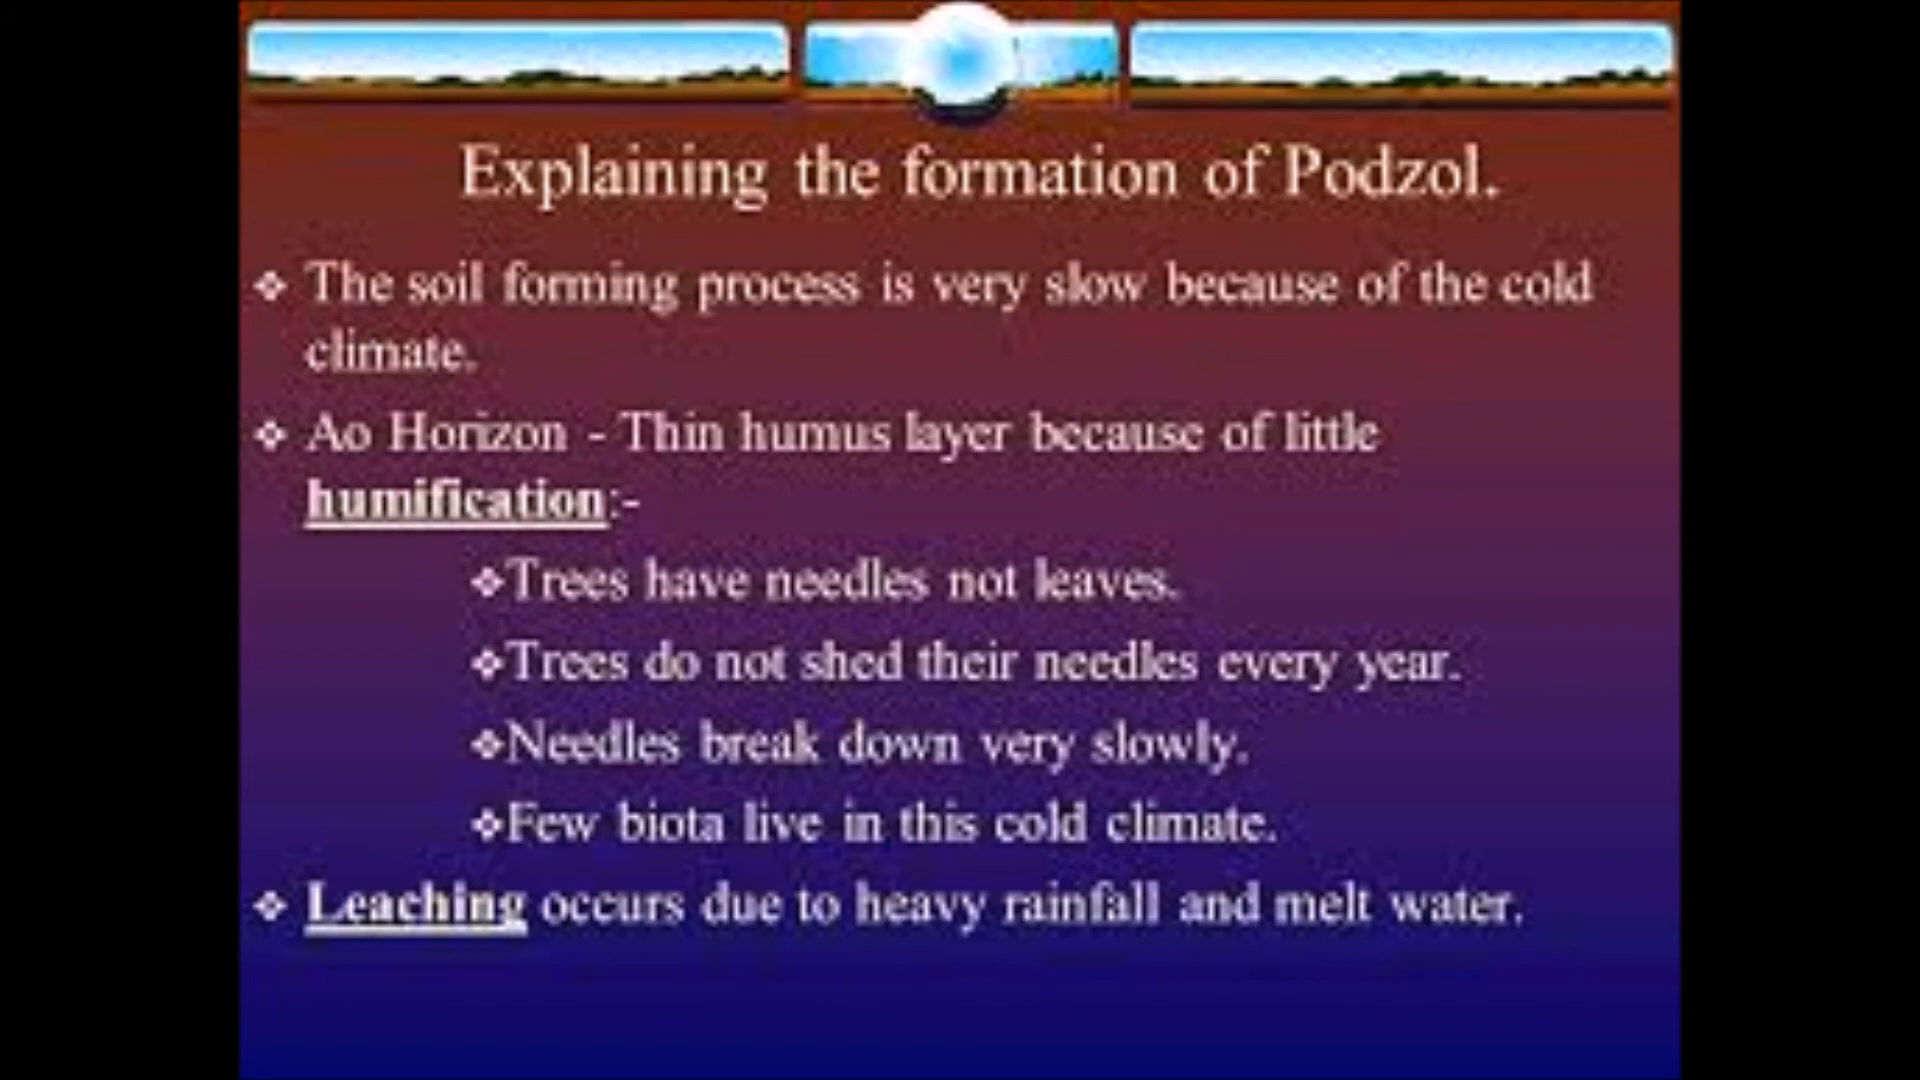 Explaining the formation of Podzol.
❖ The soil forming process is very slow because of the cold
climate.
❖ Ao Horizon - Thin humus layer because of little
humification:-
❖Trees have needles not leaves.
❖Trees do not shed their needles every year.
❖Needles break down very slowly.
❖Few biota live in this cold climate.
❖ Leaching occurs due to heavy rainfall and melt water.